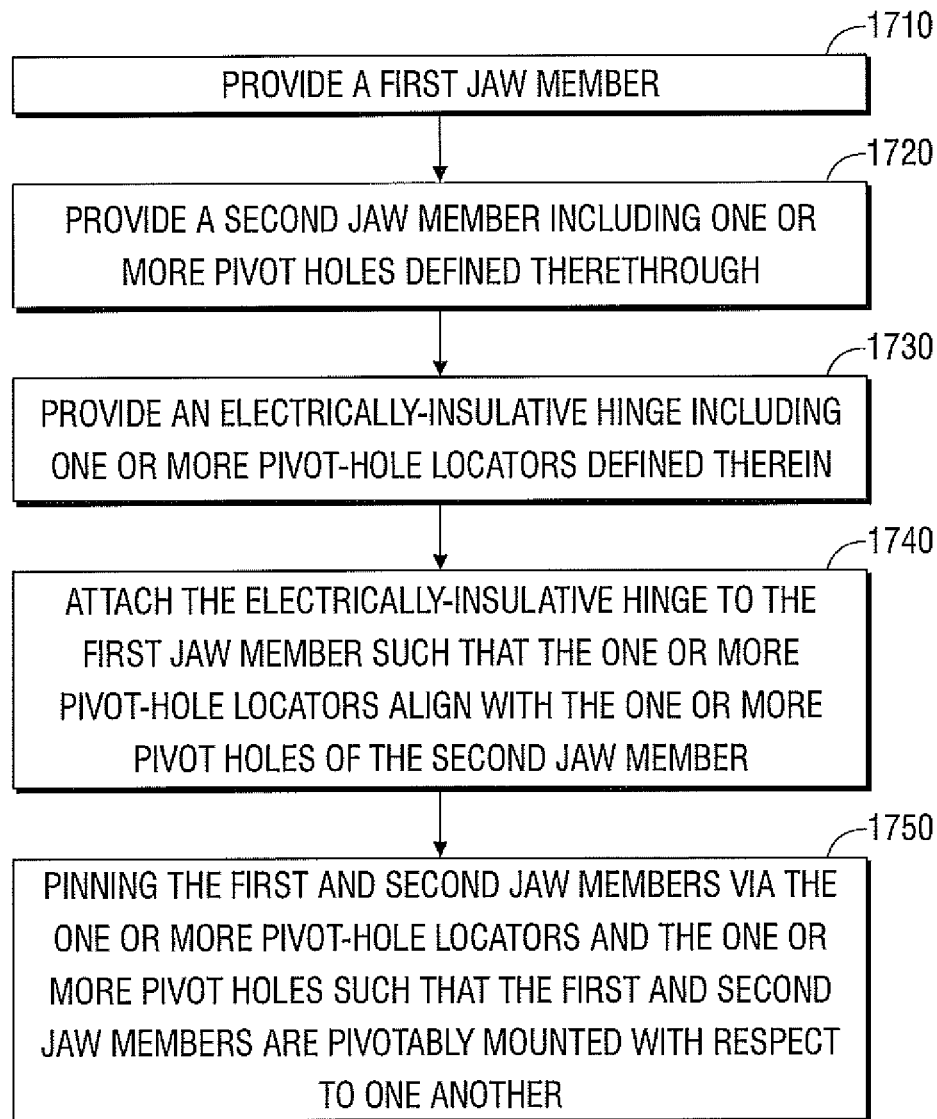 1710
PROVIDE A FIRST JAW MEMBER
1720
PROVIDE A SECOND JAW MEMBER INCLUDING ONE OR
MORE PIVOT HOLES DEFINED THERETHROUGH
1730
PROVIDE AN ELECTRICALLY-INSULATIVE HINGE INCLUDING
ONE OR MORE PIVOT-HOLE LOCATORS DEFINED THEREIN
1740
ATTACH THE ELECTRICALLY-INSULATIVE HINGE TO THE
FIRST JAW MEMBER SUCH THAT THE ONE OR MORE
PIVOT-HOLE LOCATORS ALIGN WITH THE ONE OR MORE
PIVOT HOLES OF THE SECOND JAW MEMBER
1750
PINNING THE FIRST AND SECOND JAW MEMBERS VIA THE
ONE OR MORE PIVOT-HOLE LOCATORS AND THE ONE OR
MORE PIVOT HOLES SUCH THAT THE FIRST AND SECOND
JAW MEMBERS ARE PIVOTABLY MOUNTED WITH RESPECT
TO ONE ANOTHER